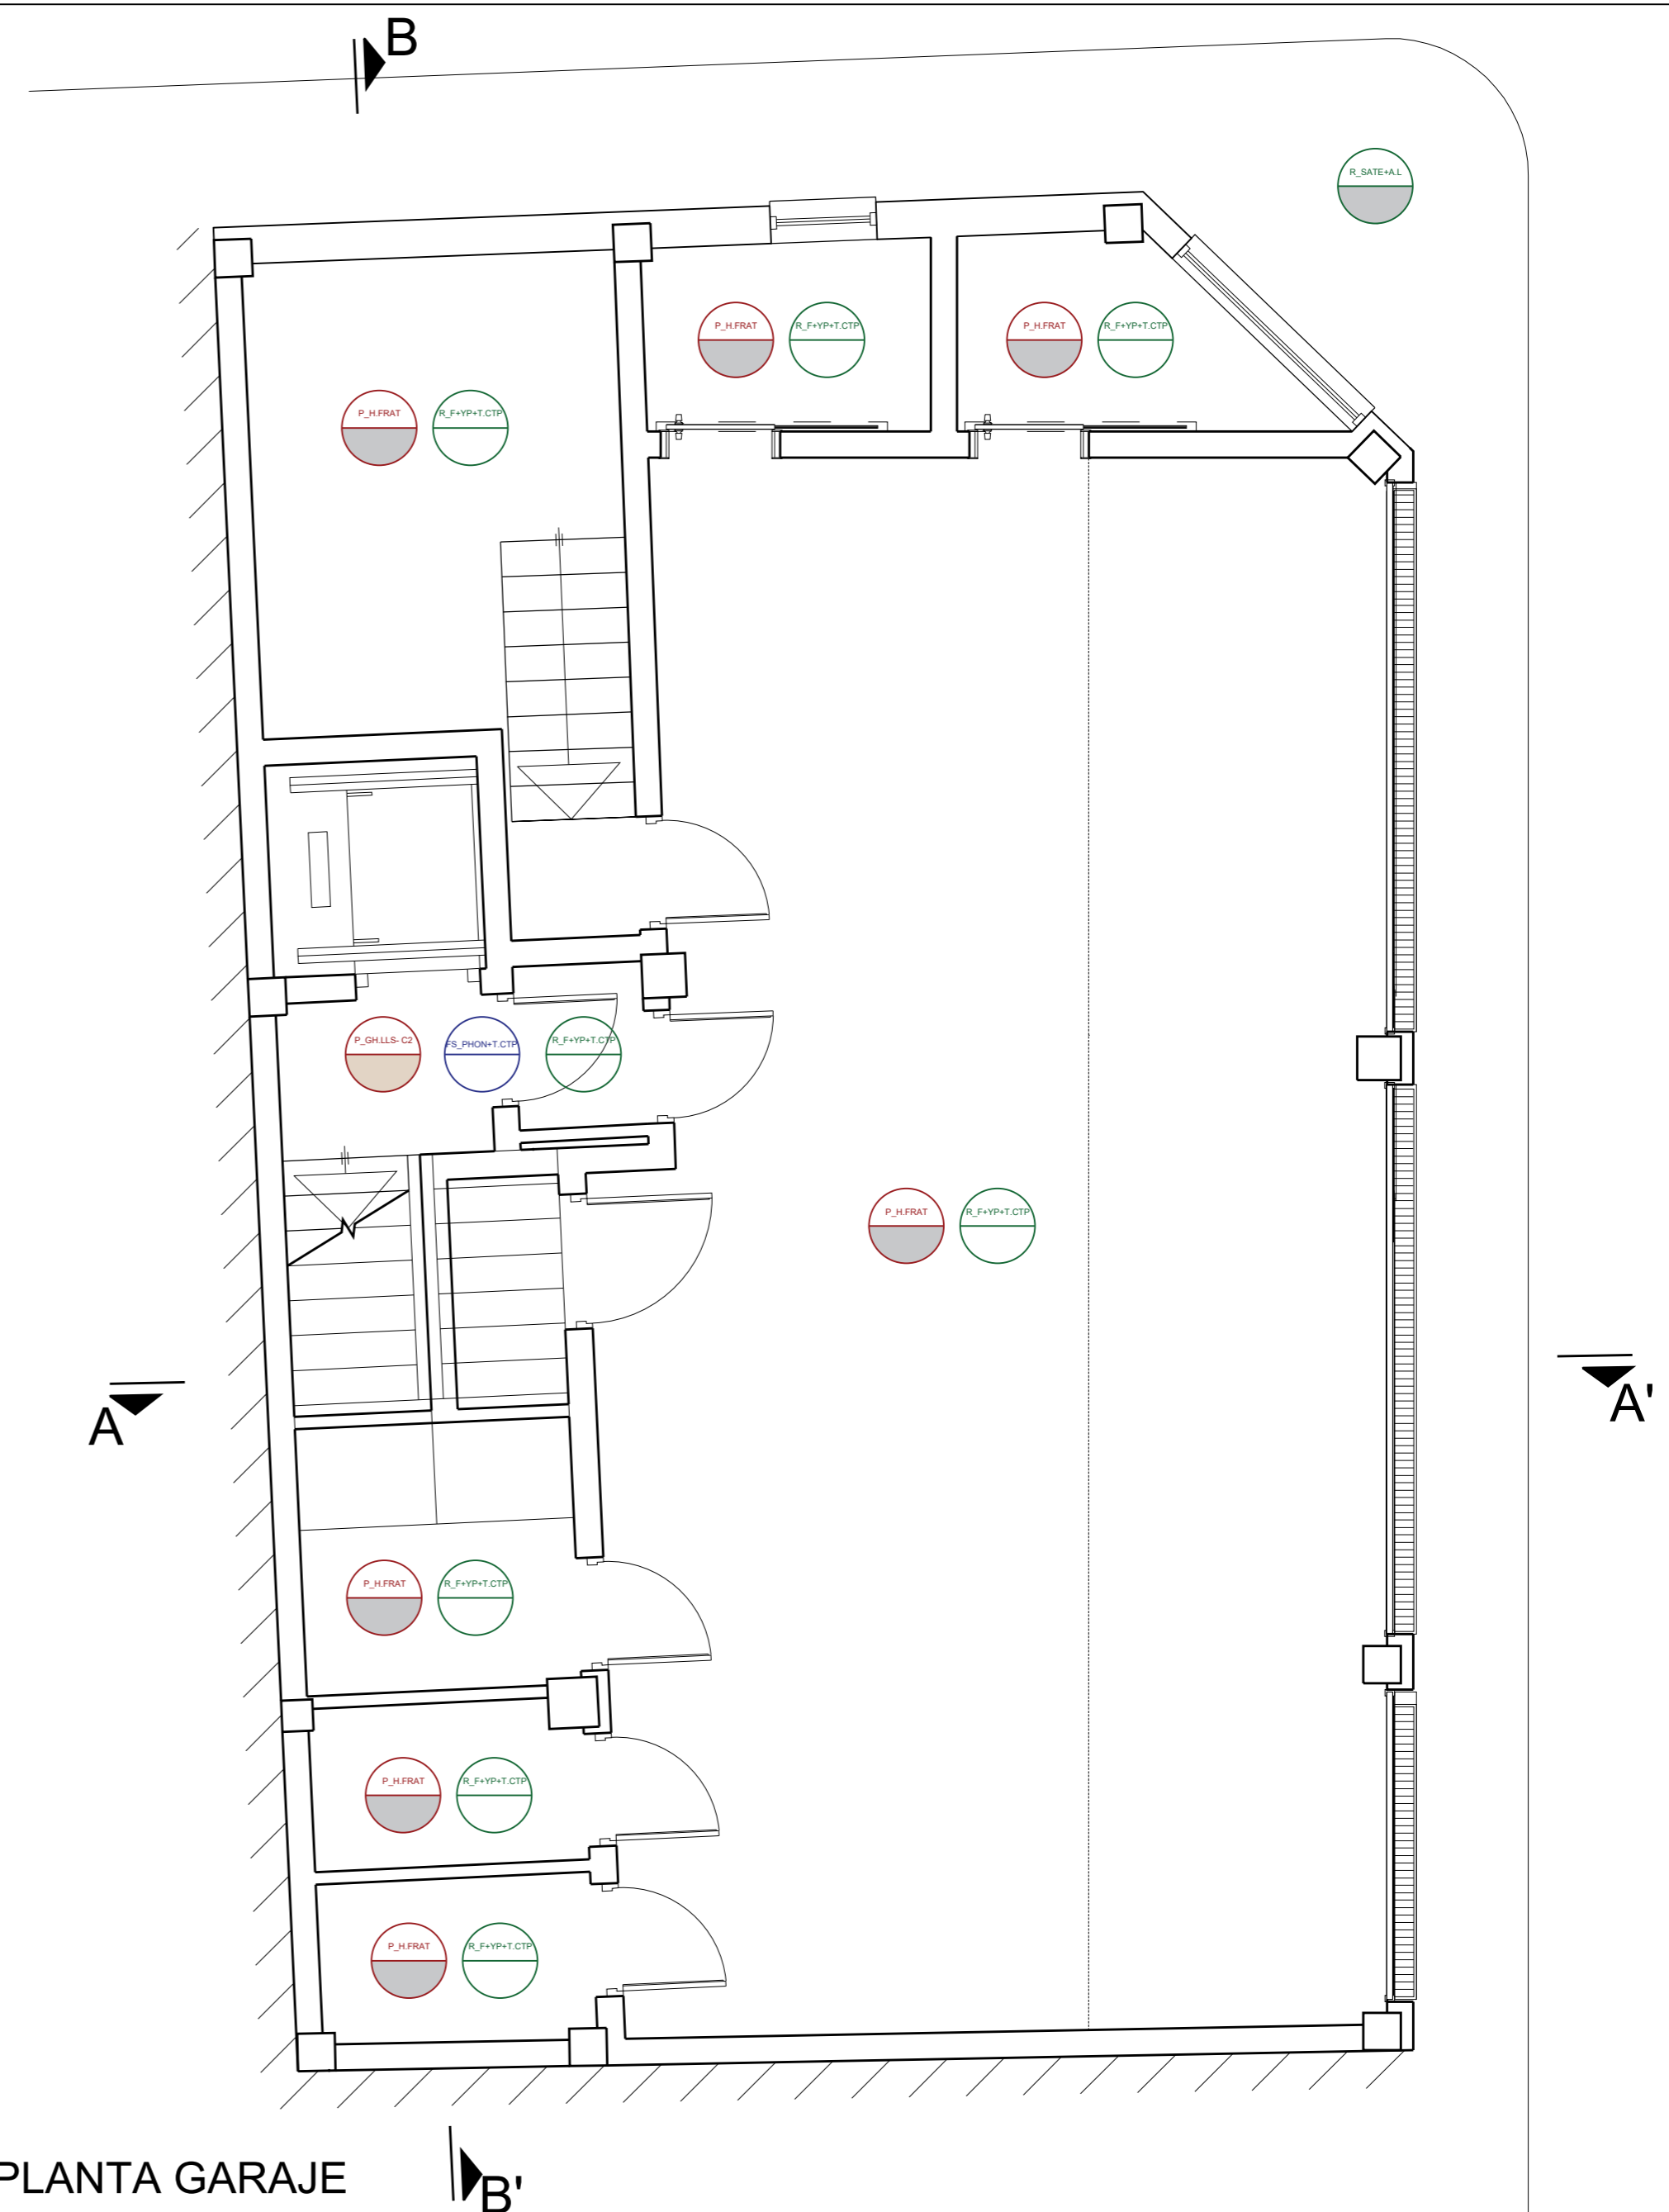 B
R_SATE+A.L
P_H.FRAT
R_F+YP+T.CTP
P_H.FRAT
R_F+YP+T.CTP
P_H.FRAT
R_F+YP+T.CTP
P_GH.LLS- C2
FS_PHON+T.CTP
R_F+YP+T.CTP
P_H.FRAT
R_F+YP+T.CTP
A
A'
P_H.FRAT
R_F+YP+T.CTP
P_H.FRAT
R_F+YP+T.CTP
P_H.FRAT
R_F+YP+T.CTP
PLANTA GARAJE
B'